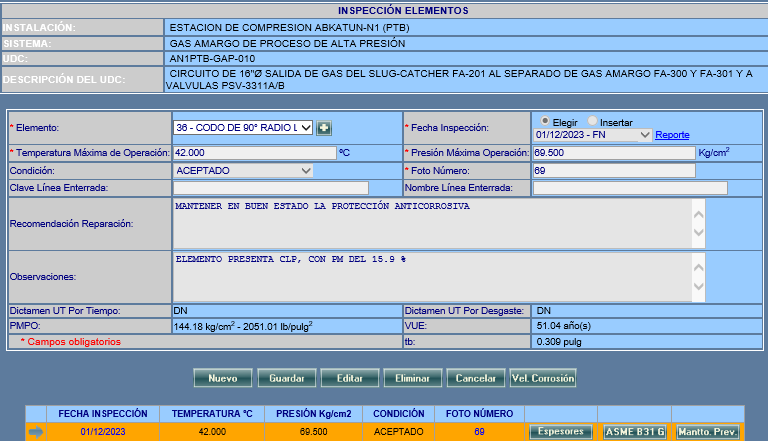 INSPECCIÓN ELEMENTOS
INSTALACIÓN: ESTACION DE COMPRESION ABKATUN-N1 (PTB)
SISTEMA: GAS AMARGO DE PROCESO DE ALTA PRESIÓN
UDC: AN1PTB-GAP-010
DESCRIPCIÓN DEL UDC: CIRCUITO DE 16"Ø SALIDA DE GAS DEL SLUG-CATCHER FA-201 AL SEPARADO DE GAS AMARGO FA-300 Y FA-301 Y A
VALVULAS PSV-3311A/B
* Elemento: 36 - CODO DE 90° RADIO L * Fecha Inspección: Elegir Insertar
01/12/2023 - FN Reporte
* Temperatura Máxima de Operación: 42.000 ºC * Presión Máxima Operación: 69.500 Kg/cm²
Condición: ACEPTADO * Foto Número: 69
Clave Línea Enterrada: Nombre Línea Enterrada:
Recomendación Reparación: MANTENER EN BUEN ESTADO LA PROTECCIÓN ANTICORROSIVA
Observaciones: ELEMENTO PRESENTA CLP, CON PM DEL 15.9 %
Dictamen UT Por Tiempo: DN Dictamen UT Por Desgaste: DN
PMPO: 144.18 kg/cm² - 2051.01 lb/pulg² VUE: 51.04 año(s)
* Campos obligatorios tb: 0.309 pulg
Nuevo Guardar Editar Eliminar Cancelar Vel. Corrosión
FECHA INSPECCIÓN TEMPERATURA °C PRESIÓN Kg/cm2 CONDICIÓN FOTO NÚMERO
01/12/2023 42.000 69.500 ACEPTADO 69 Espesores ASME B31 G Mantto. Prev.